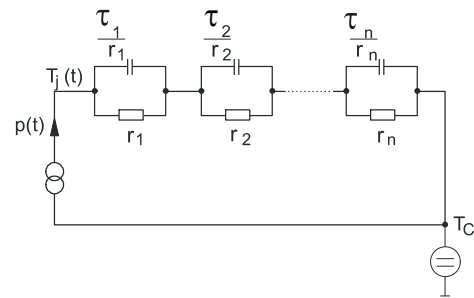 τ1 τ2 τn
r1 r2 rn
Tj (t)
p(t)
r1 r2 rn
TC